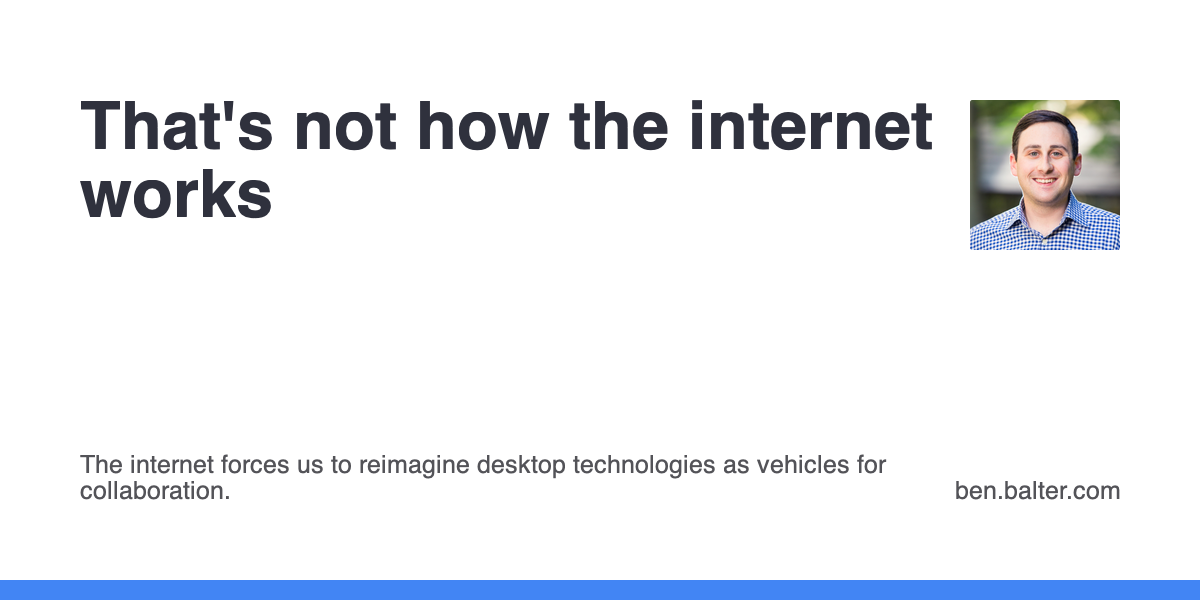 That's not how the internet
works
The internet forces us to reimagine desktop technologies as vehicles for
collaboration.
ben.balter.com